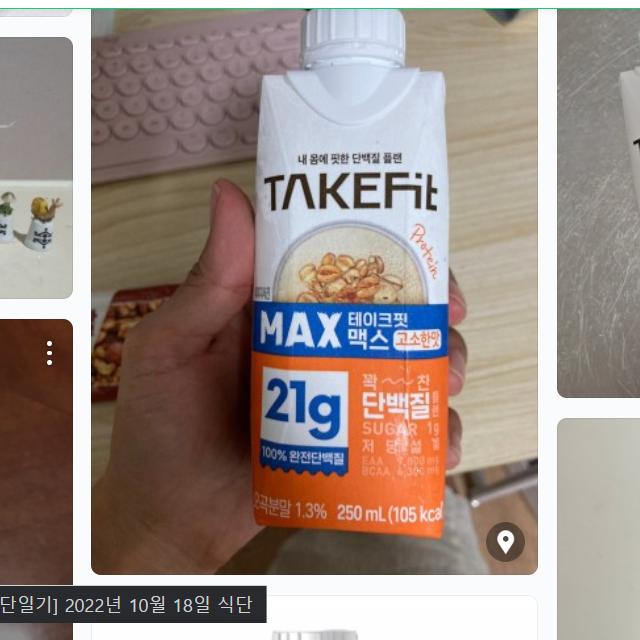 내 몸에 핏한 단백질 플랜
TAKEFit
Protein
MAX 테이크핏
맥스 고소한맛
21g
100% 완전단백질
꽉~~찬
단백질
SUGAR 1g
저 당 설계
EAA
BCAA
오곡분말 1.3% 250 mL (105 kcal
단일기] 2022년 10월 18일 식단